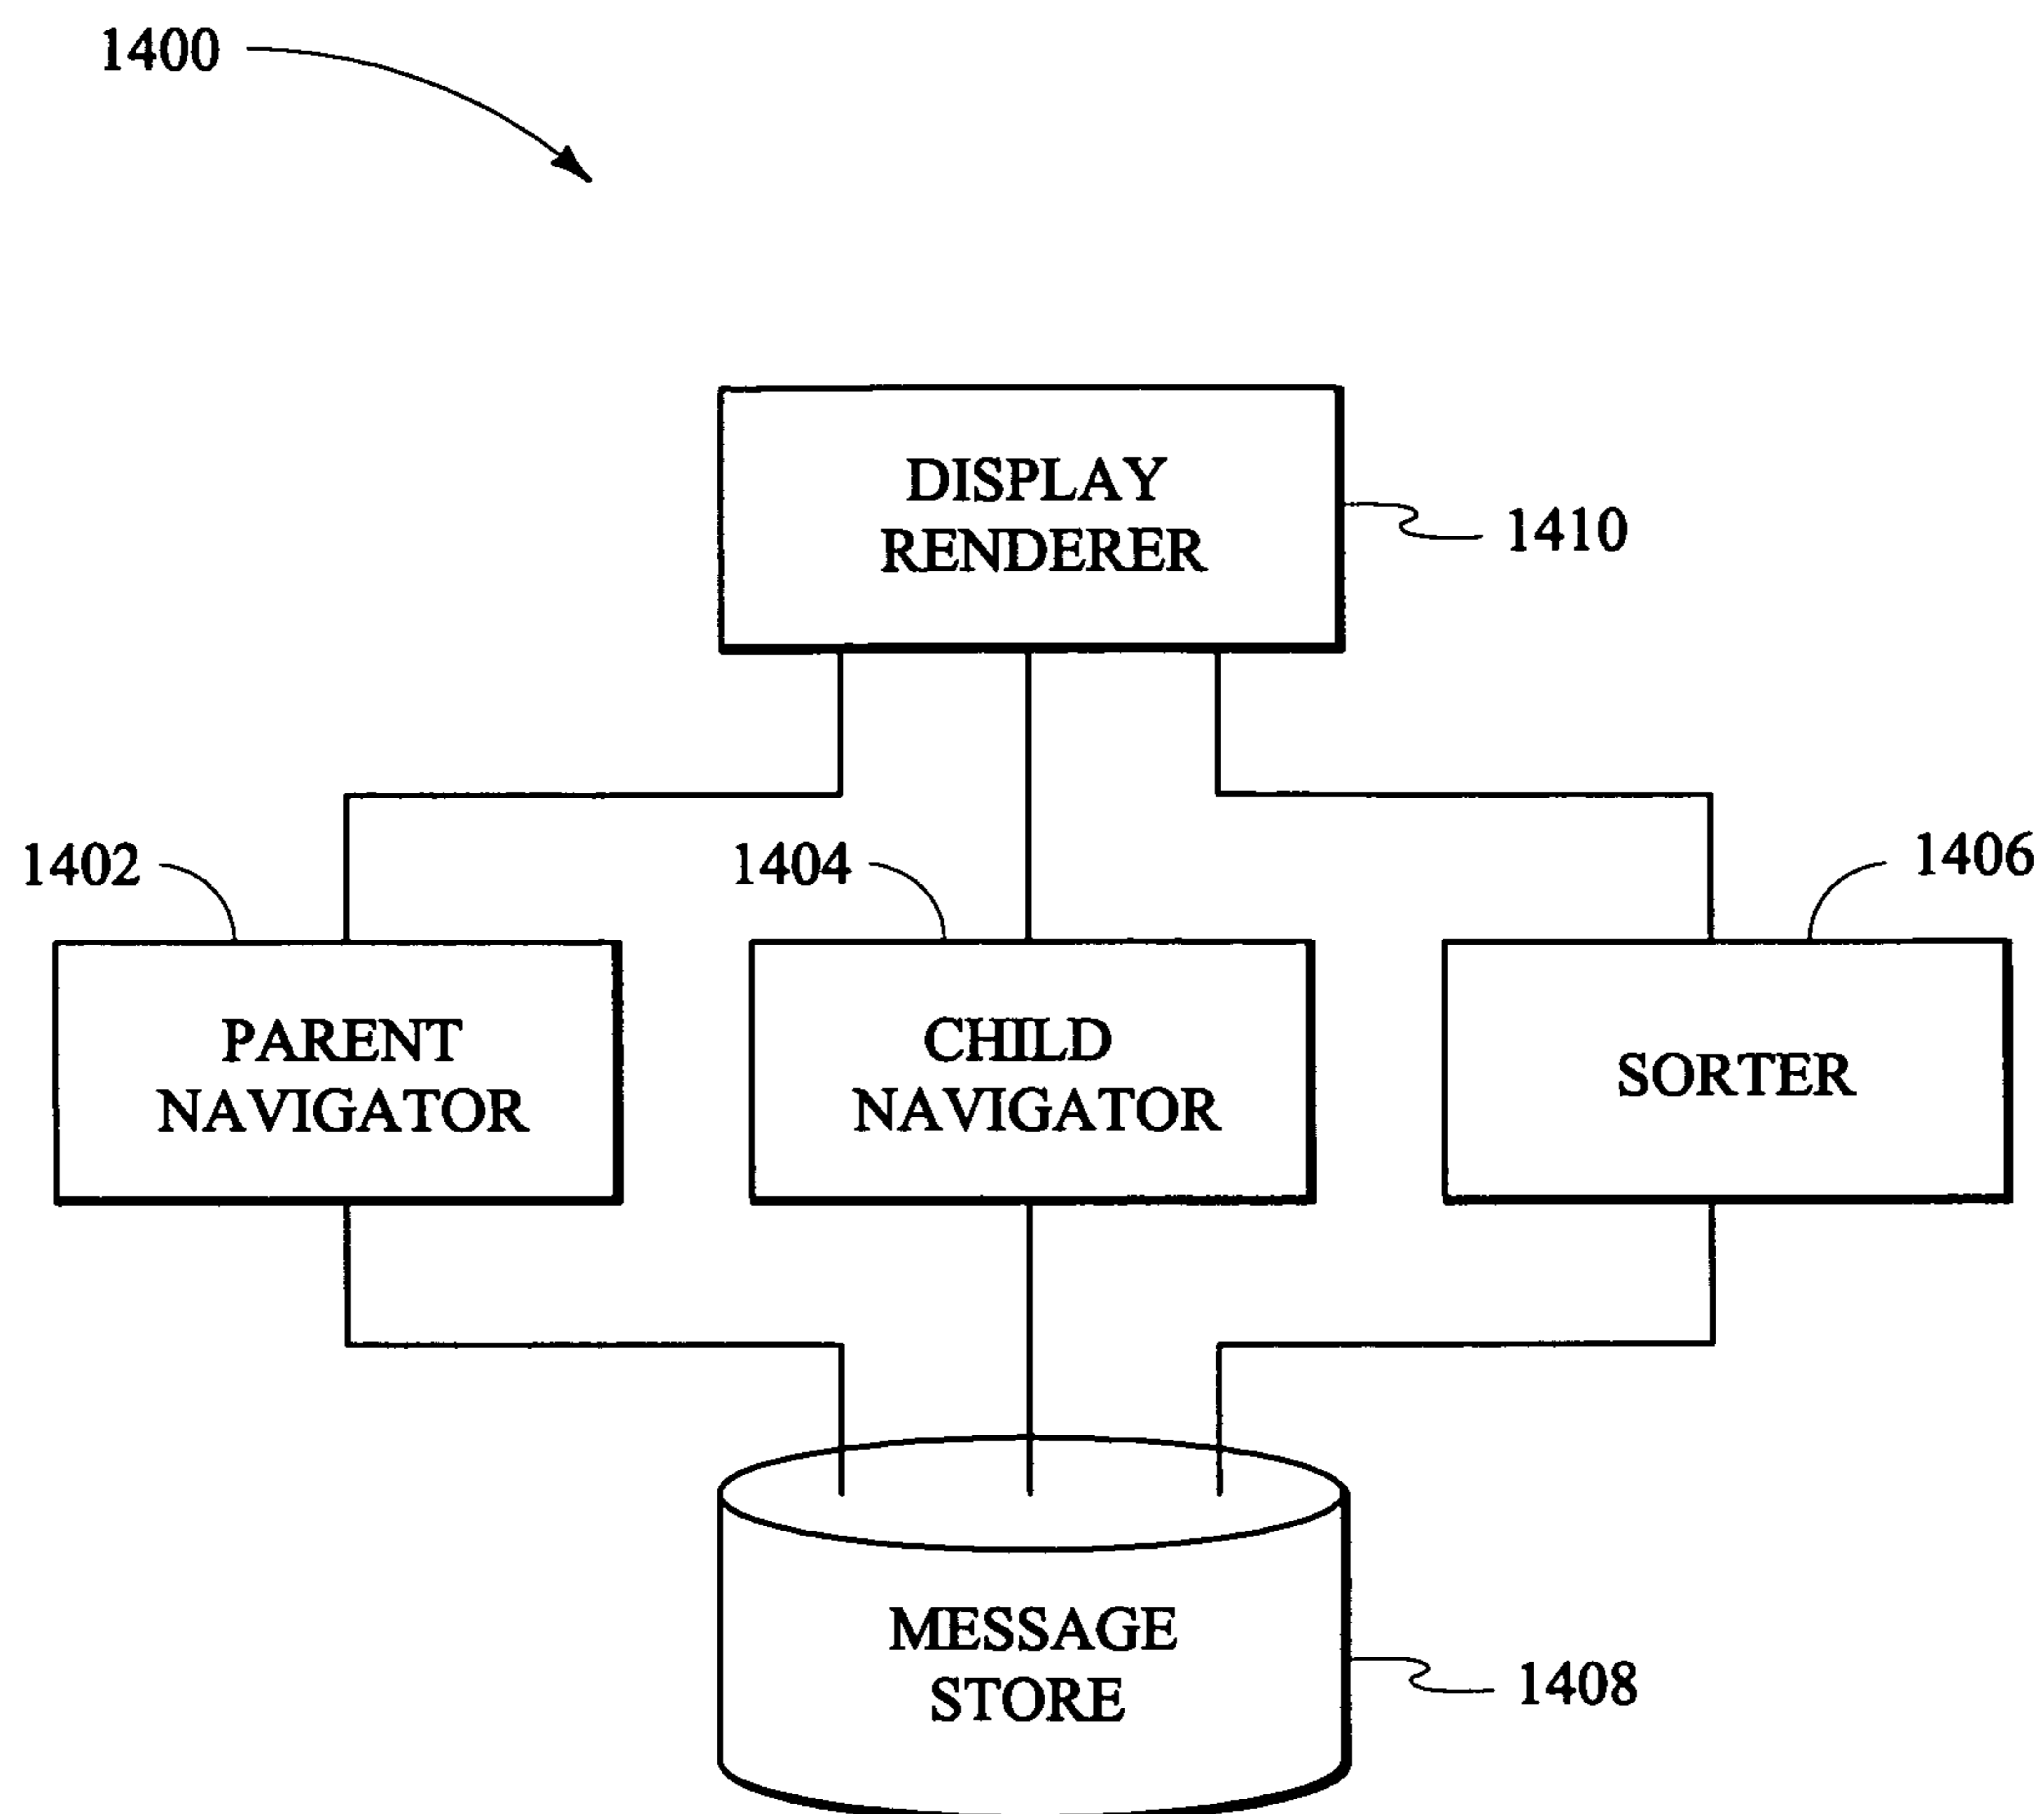 1400
DISPLAY
RENDERER
1410
1402
1404
1406
PARENT
NAVIGATOR
CHILD
NAVIGATOR
SORTER
MESSAGE
STORE
1408